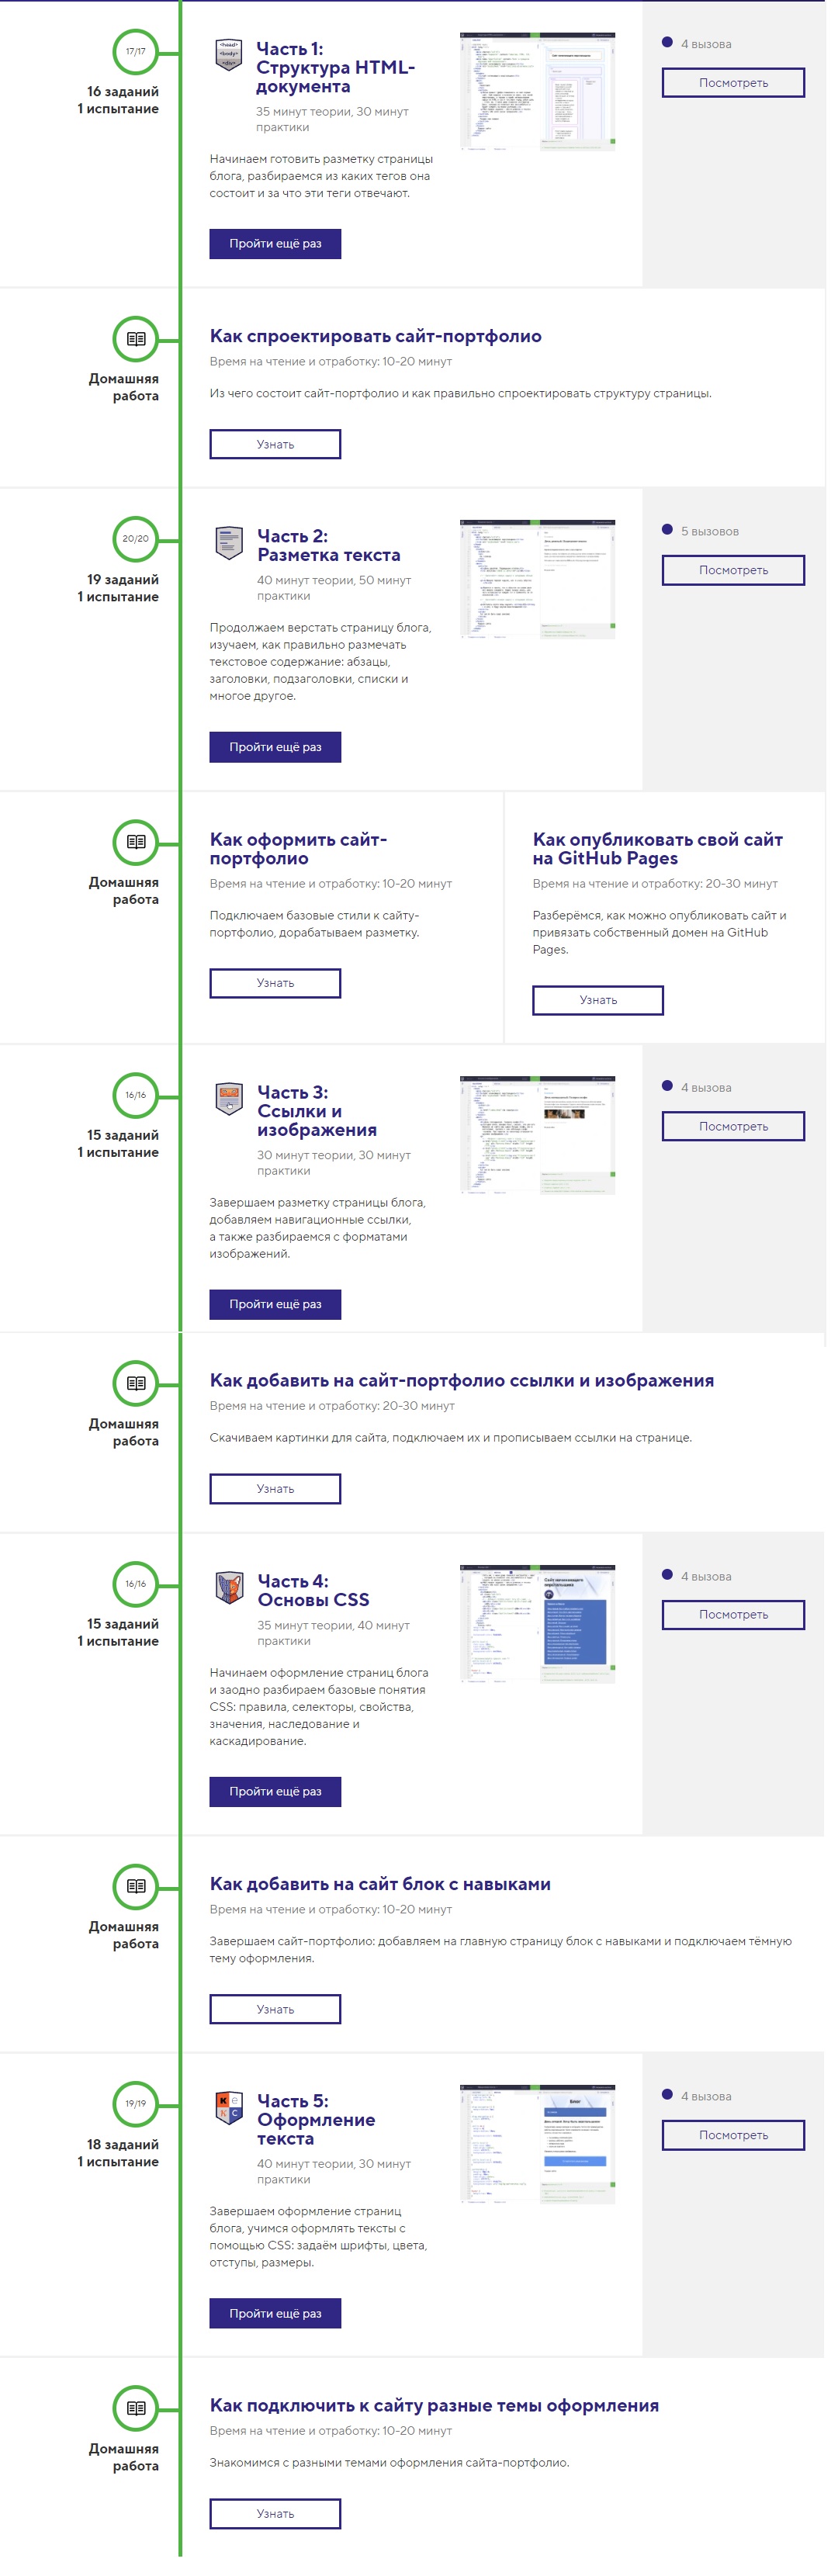 17/17
16 заданий
1 испытание
<head>
<body>
<div>
Часть 1:
Структура HTML-
документа
35 минут теории, 30 минут
практики
Начинаем готовить разметку страницы
блога, разбираемся из каких тегов она
состоит и за что эти теги отвечают.
Пройти ещё раз
4 вызова
Посмотреть
Домашняя
работа
Как спроектировать сайт-портфолио
Время на чтение и отработку: 10-20 минут
Из чего состоит сайт-портфолио и как правильно спроектировать структуру страницы.
Узнать
20/20
19 заданий
1 испытание
Часть 2:
Разметка текста
40 минут теории, 50 минут
практики
Продолжаем верстать страницу блога,
изучаем, как правильно размечать
текстовое содержание: абзацы,
заголовки, подзаголовки, списки и
многое другое.
Пройти ещё раз
5 вызовов
Посмотреть
Домашняя
работа
Как оформить сайт-
портфолио
Время на чтение и отработку: 10-20 минут
Подключаем базовые стили к сайту-
портфолио, дорабатываем разметку.
Узнать
Как опубликовать свой сайт
на GitHub Pages
Время на чтение и отработку: 20-30 минут
Разберёмся, как можно опубликовать сайт и
привязать собственный домен на GitHub
Pages.
Узнать
16/16
15 заданий
1 испытание
Часть 3:
Ссылки и
изображения
30 минут теории, 30 минут
практики
Завершаем разметку страницы блога,
добавляем навигационные ссылки,
а также разбираемся с форматами
изображений.
Пройти ещё раз
4 вызова
Посмотреть
Домашняя
работа
Как добавить на сайт-портфолио ссылки и изображения
Время на чтение и отработку: 20-30 минут
Скачиваем картинки для сайта, подключаем их и прописываем ссылки на странице.
Узнать
16/16
15 заданий
1 испытание
Часть 4:
Основы CSS
35 минут теории, 40 минут
практики
Начинаем оформление страниц блога
и заодно разбираем базовые понятия
CSS: правила, селекторы, свойства,
значения, наследование и
каскадирование.
Пройти ещё раз
Сайт начинающего
верстальщика
4 вызова
Посмотреть
Домашняя
работа
Как добавить на сайт блок с навыками
Время на чтение и отработку: 10-20 минут
Завершаем сайт-портфолио: добавляем на главную страницу блок с навыками и подключаем тёмную
тему оформления.
Узнать
19/19
18 заданий
1 испытание
Часть 5:
Оформление
текста
40 минут теории, 30 минут
практики
Завершаем оформление страниц
блога, учимся оформлять тексты с
помощью CSS: задаём шрифты, цвета,
отступы, размеры.
Пройти ещё раз
Блог
4 вызова
Посмотреть
Домашняя
работа
Как подключить к сайту разные темы оформления
Время на чтение и отработку: 10-20 минут
Знакомимся с разными темами оформления сайта-портфолио.
Узнать